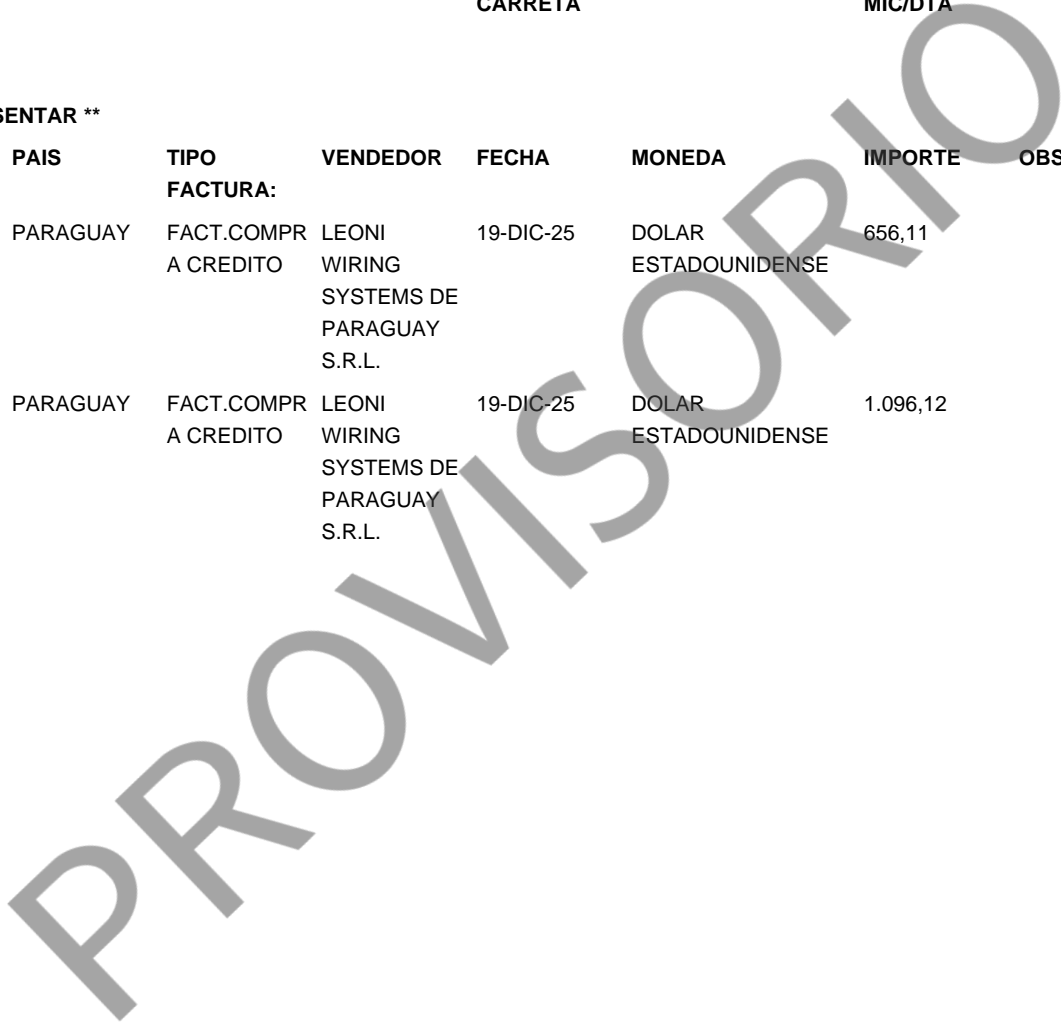 CARRETA MIC/DTA
SENTAR **
PAIS TIPO VENDEDOR FECHA MONEDA IMPORTE OBS
FACTURA:
PARAGUAY FACT.COMPR LEONI 19-DIC-25 DOLAR 656,11
A CREDITO WIRING ESTADOUNIDENSE
SYSTEMS DE
PARAGUAY
S.R.L.
PARAGUAY FACT.COMPR LEONI 19-DIC-25 DOLAR 1.096,12
A CREDITO WIRING ESTADOUNIDENSE
SYSTEMS DE
PARAGUAY
S.R.L.
PROVISORIO